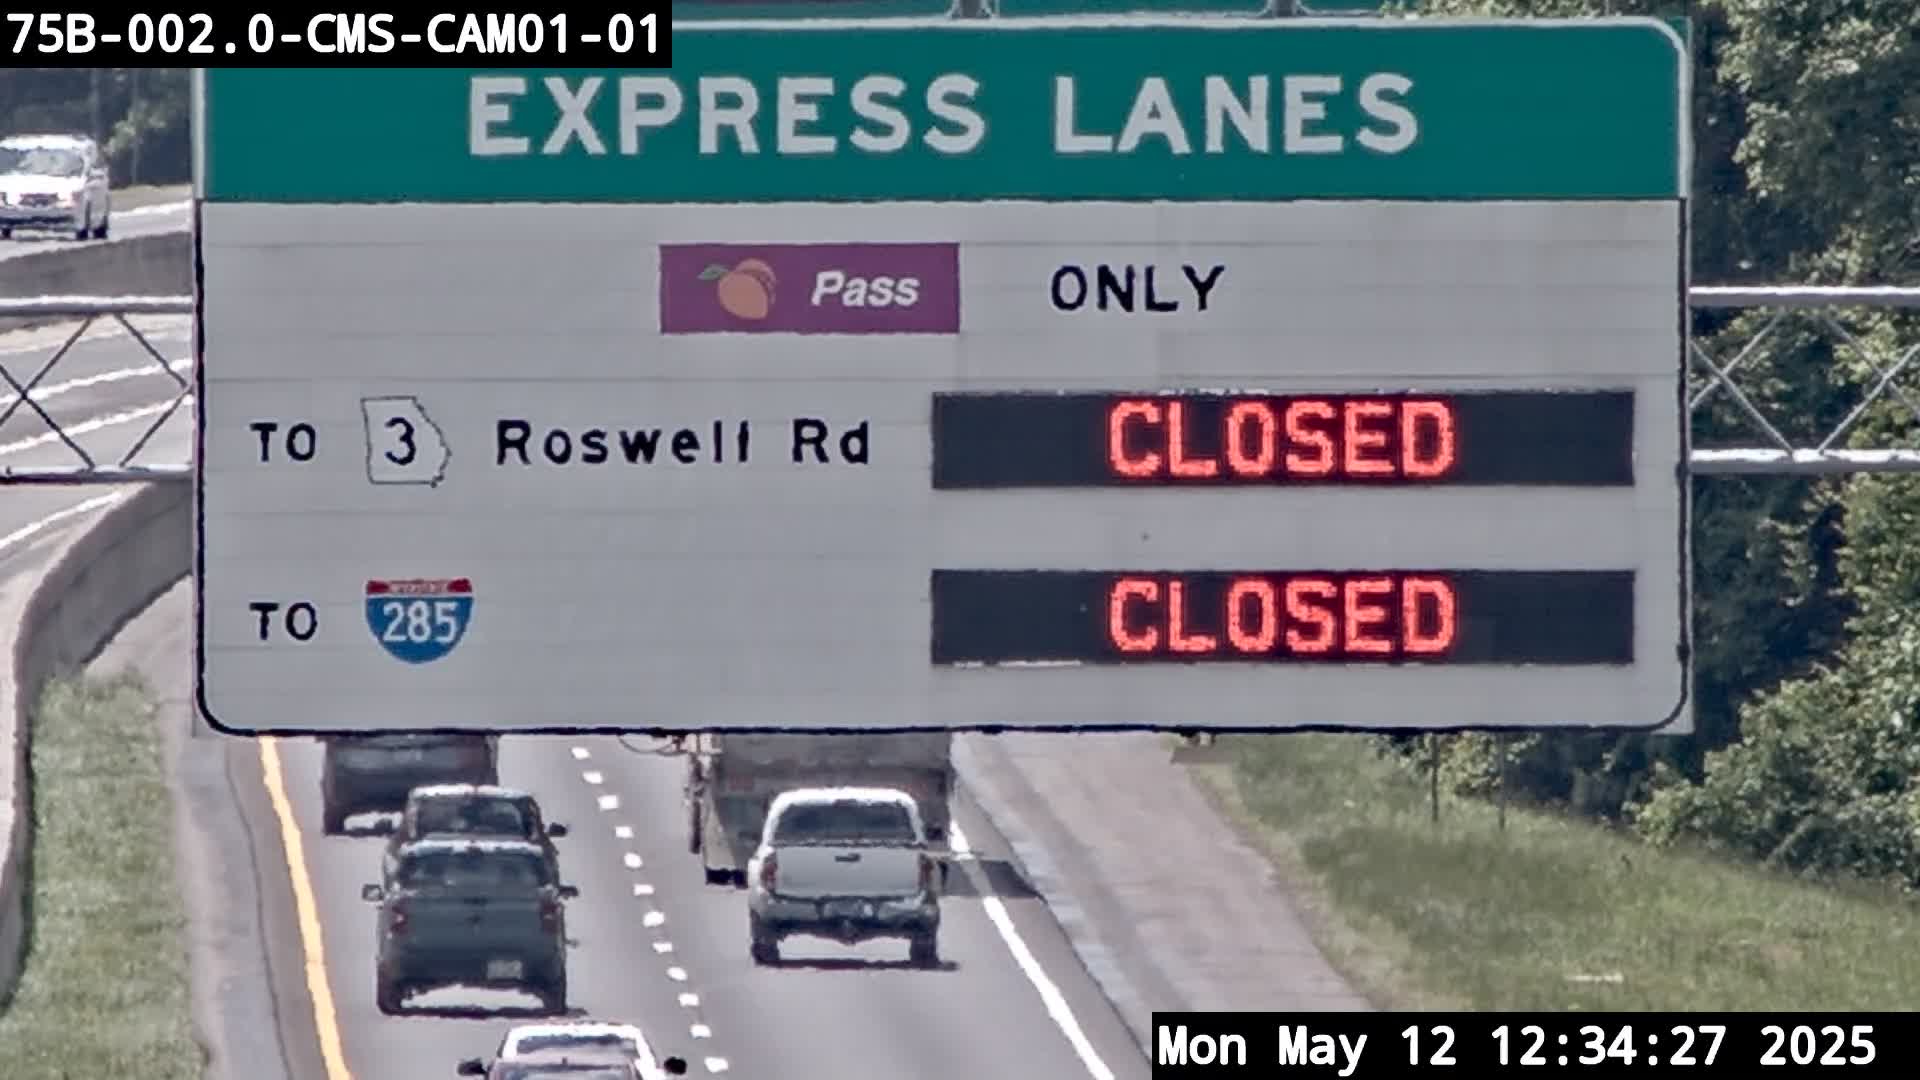 75B-002.0-CMS-CAM01-01
EXPRESS LANES
Pass ONLY
TO 3 Roswell Rd CLOSED
TO 285 CLOSED
Mon May 12 12:34:27 2025